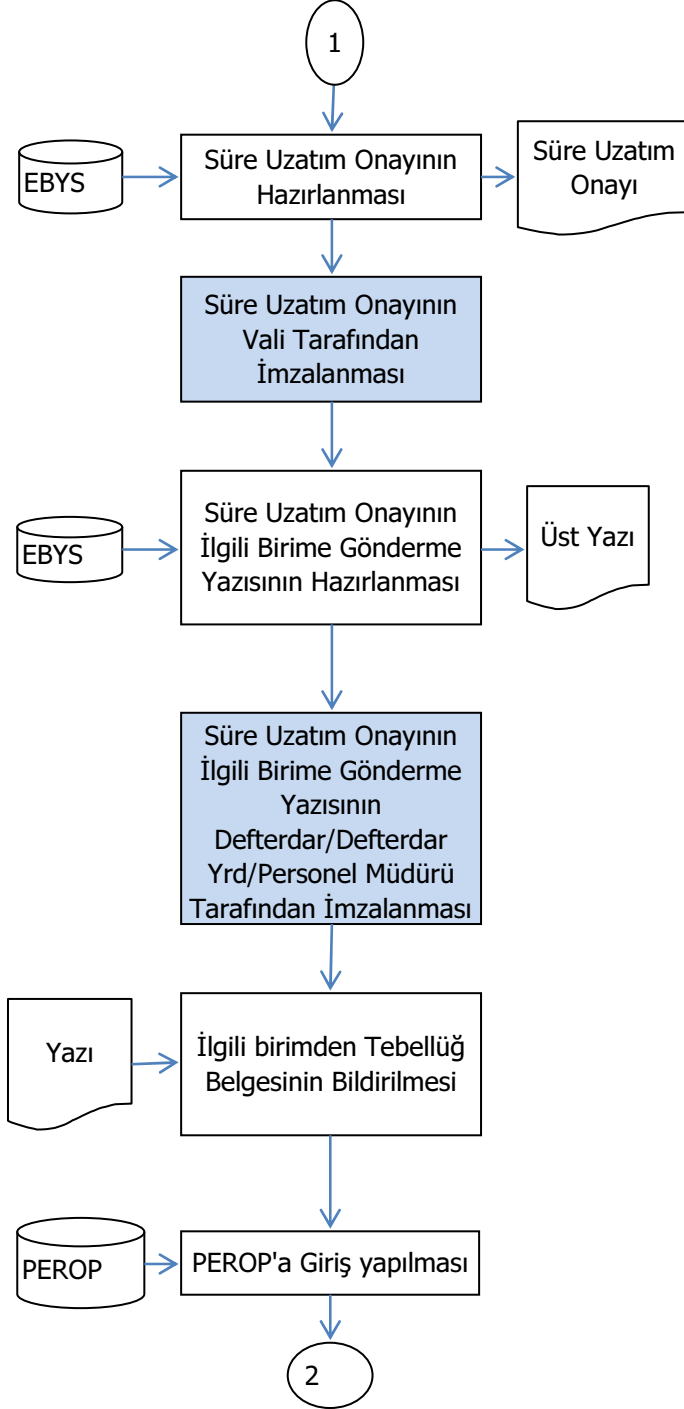 1
EBYS
Süre Uzatım Onayının
Hazırlanması
Süre Uzatım
Onayı
Süre Uzatım Onayının
Vali Tarafından
İmzalanması
EBYS
Süre Uzatım Onayının
İlgili Birime Gönderme
Yazısının Hazırlanması
Üst Yazı
Süre Uzatım Onayının
İlgili Birime Gönderme
Yazısının
Defterdar/Defterdar
Yrd/Personel Müdürü
Tarafından İmzalanması
Yazı
İlgili birimden Tebellüğ
Belgesinin Bildirilmesi
PEROP
PEROP'a Giriş yapılması
2